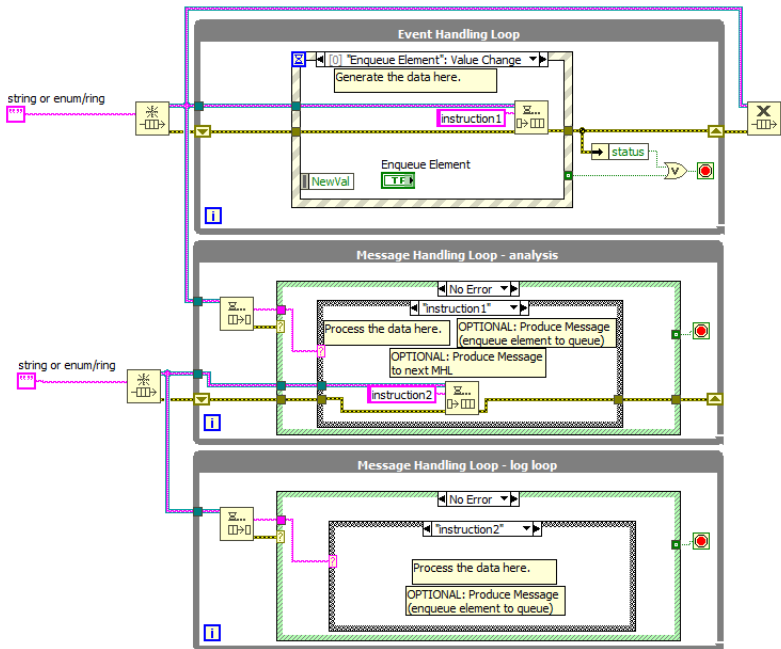 Event Handling Loop
[0] "Enqueue Element": Value Change
Generate the data here.
string or enum/ring
instruction1
Enqueue Element
status
NewVal
TF
V
i
Message Handling Loop - analysis
No Error
"instruction1"
Process the data here.
OPTIONAL: Produce Message
(enqueue element to queue)
OPTIONAL: Produce Message
to next MHL
?
?
string or enum/ring
instruction2
i
Message Handling Loop - log loop
No Error
"instruction2"
?
?
Process the data here.
OPTIONAL: Produce Message
(enqueue element to queue)
i